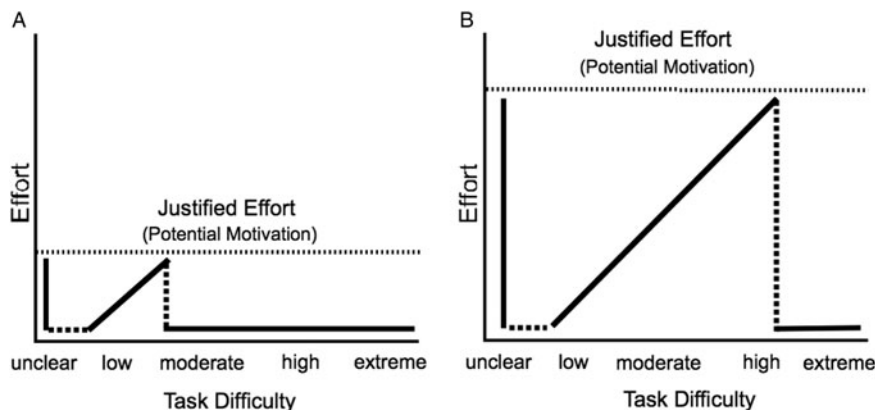 A
Effort
Justified Effort
(Potential Motivation)
unclear low moderate high extreme
Task Difficulty
B
Effort
Justified Effort
(Potential Motivation)
unclear low moderate high extreme
Task Difficulty